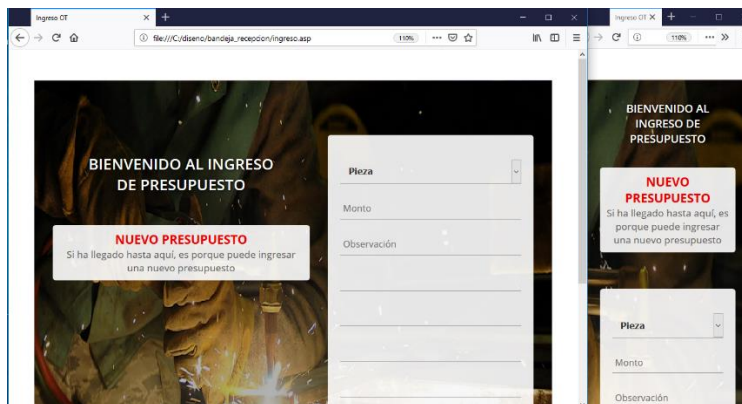 Ingreso OT
file:///C:/diseno/bandeja_recepcion/ingreso.asp
110%
BIENVENIDO AL INGRESO
DE PRESUPUESTO
NUEVO PRESUPUESTO
Si ha llegado hasta aquí, es porque puede ingresar
una nuevo presupuesto
Pieza
Monto
Observación
Ingreso OT
110%
BIENVENIDO AL
INGRESO DE
PRESUPUESTO
NUEVO
PRESUPUESTO
Si ha llegado hasta aquí, es
porque puede ingresar
una nuevo presupuesto
Pieza
Monto
Observación